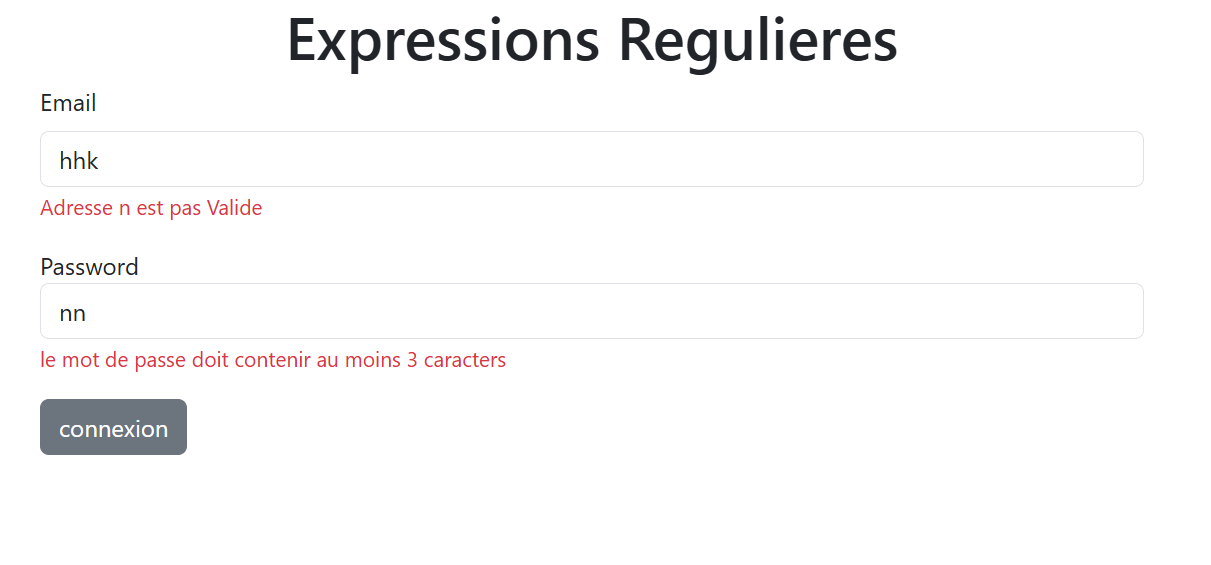 Expressions Regulieres
Email
hhk
Adresse n est pas Valide
Password
nn
le mot de passe doit contenir au moins 3 caracters
connexion